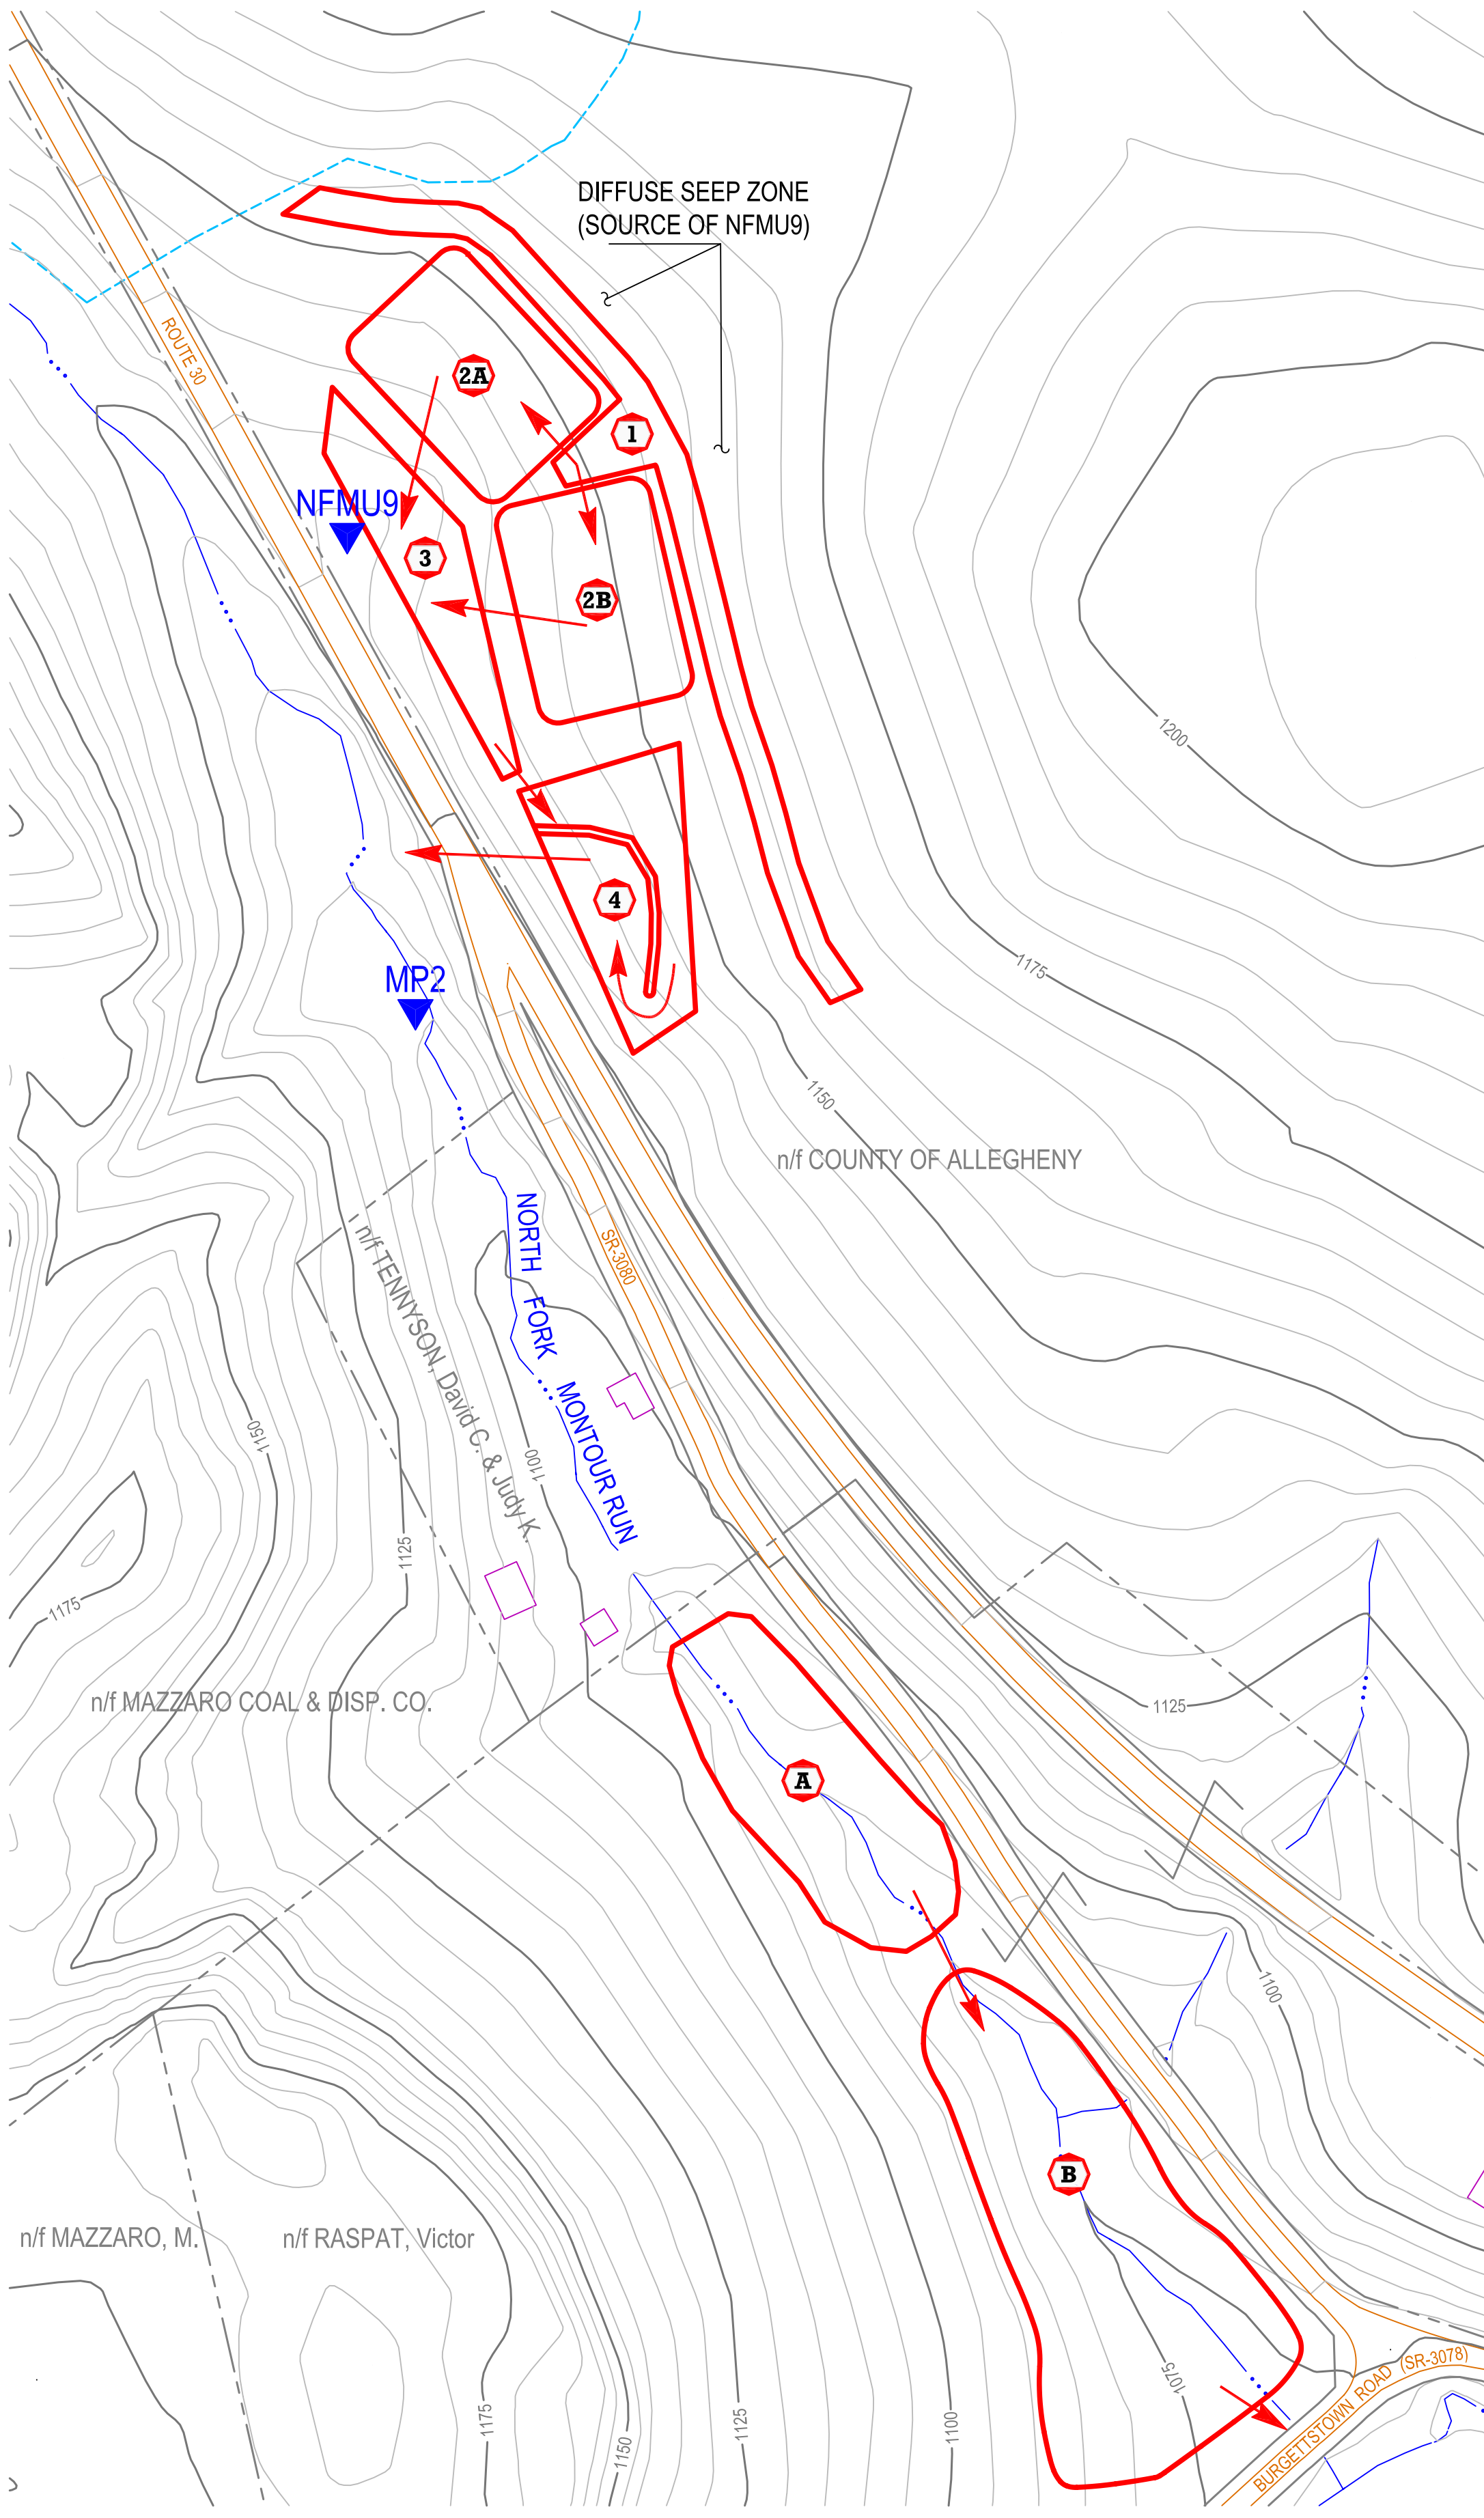 DIFFUSE SEEP ZONE
(SOURCE OF NFMU9)
ROUTE 30
2A
1
NFMU9
3
2B
1200
4
1175
MP2
1150
n/f COUNTY OF ALLEGHENY
NORTH FORK MONTOUR RUN
SR-3080
n/f TENNYSON, David C. & Judy K.
1150
1100
1125
1175
n/f MAZZARO COAL & DISP. CO.
1125
A
1100
B
n/f MAZZARO, M.
n/f RASPAT, Victor
1075
BURGETTSTOWN ROAD (SR-3078)
1175
1150
1125
1100